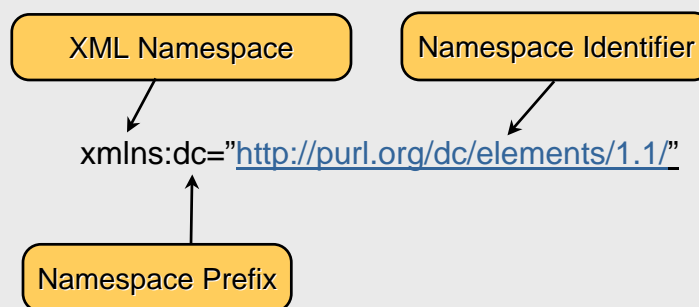 XML Namespace
Namespace Identifier
xmlns:dc=”http://purl.org/dc/elements/1.1/”
Namespace Prefix